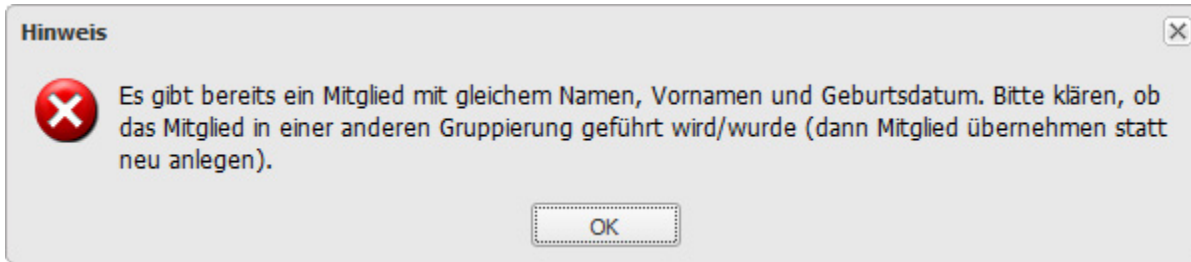 Hinweis
Es gibt bereits ein Mitglied mit gleichem Namen, Vornamen und Geburtsdatum. Bitte klären, ob
das Mitglied in einer anderen Gruppierung geführt wird/wurde (dann Mitglied übernehmen statt
neu anlegen).
OK